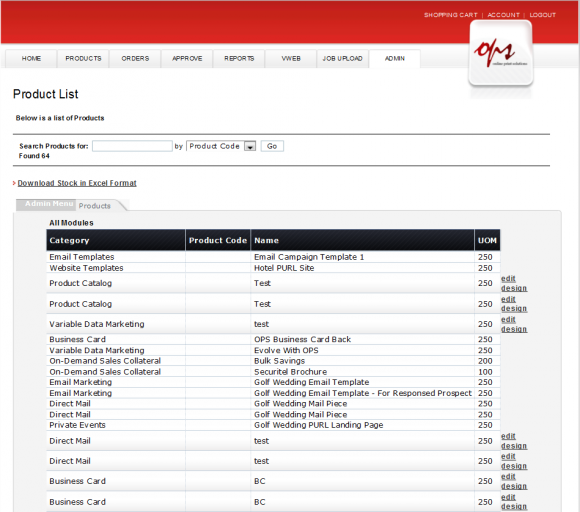 SHOPPING CART | ACCOUNT | LOGOUT
HOME PRODUCTS ORDERS APPROVE REPORTS VWEB JOB UPLOAD ADMIN
ops
online print solutions
Product List
Below is a list of Products
Search Products for: by Product Code Go
Found 64
> Download Stock in Excel Format
Admin Menu Products
All Modules
Category Product Code Name UOM
Email Templates Email Campaign Template 1 250
Website Templates Hotel PURL Site 250
Product Catalog Test 250 edit design
Product Catalog Test 250 edit design
Variable Data Marketing test 250 edit design
Business Card OPS Business Card Back 250
Variable Data Marketing Evolve With OPS 250
On-Demand Sales Collateral Bulk Savings 200
On-Demand Sales Collateral Securitel Brochure 100
Email Marketing Golf Wedding Email Template 250
Email Marketing Golf Wedding Email Template - For Responsed Prospect 250
Direct Mail Golf Wedding Mail Piece 250
Direct Mail Golf Wedding Mail Piece 250
Private Events Golf Wedding PURL Landing Page 250
Direct Mail test 250 edit design
Direct Mail test 250 edit design
Business Card BC 250 edit design
Business Card BC 250 edit design